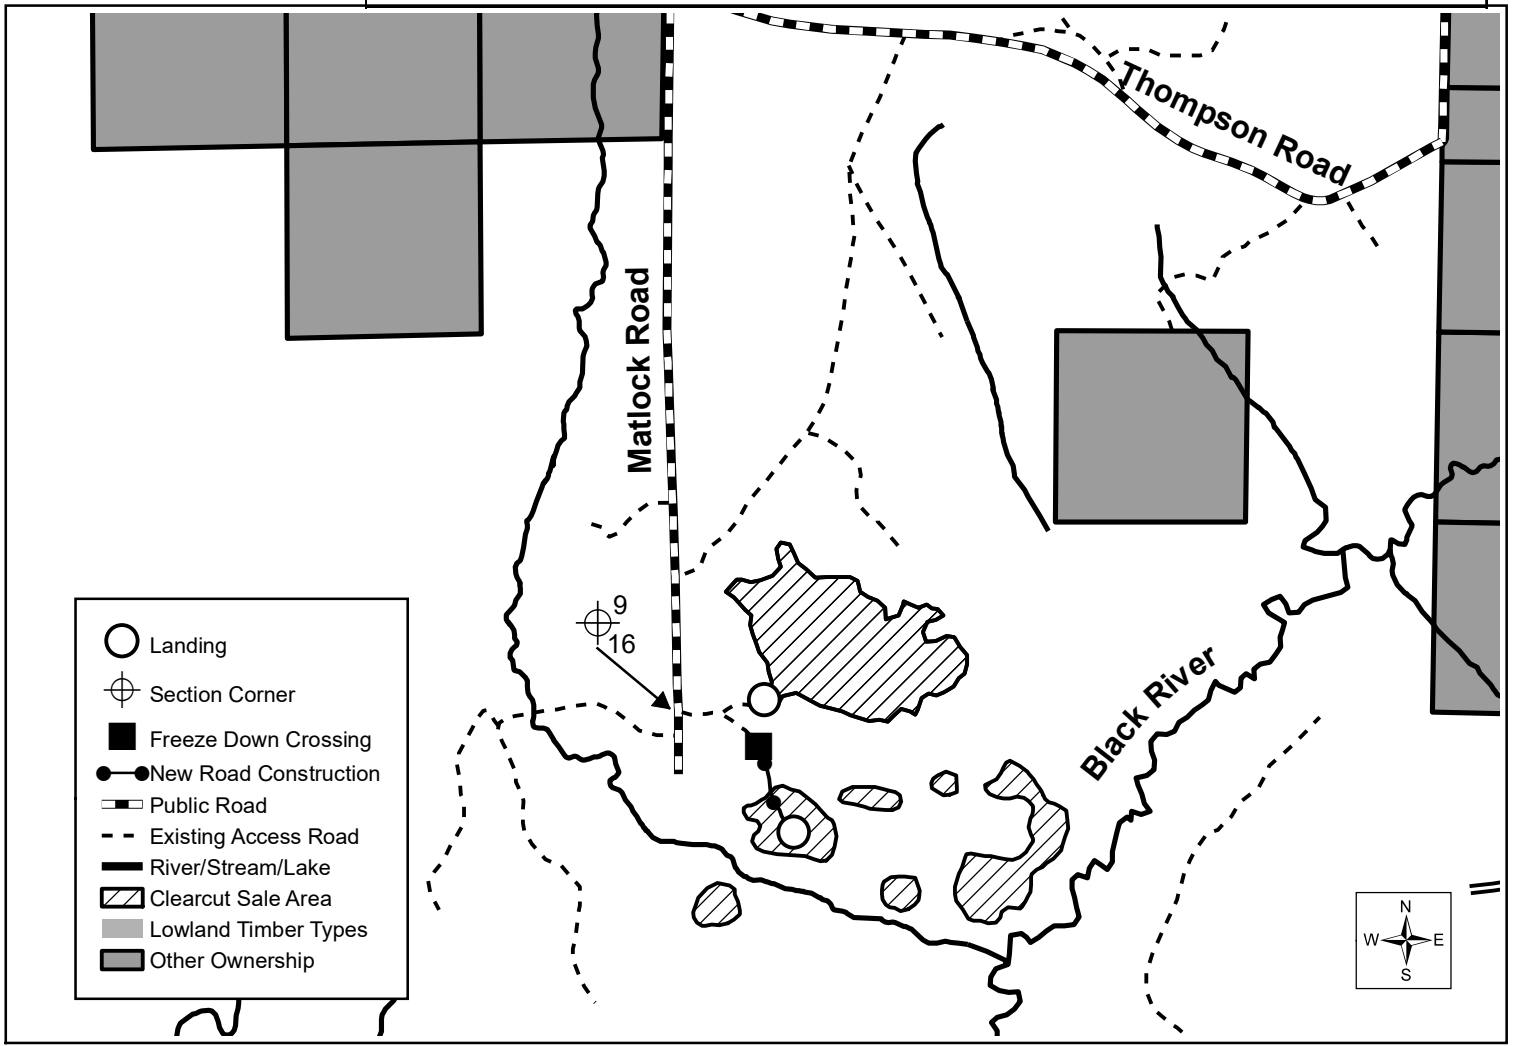 Thompson Road
Matlock Road
9
16
Black River
Landing
Section Corner
Freeze Down Crossing
New Road Construction
Public Road
Existing Access Road
River/Stream/Lake
Clearcut Sale Area
Lowland Timber Types
Other Ownership
N
W E
S